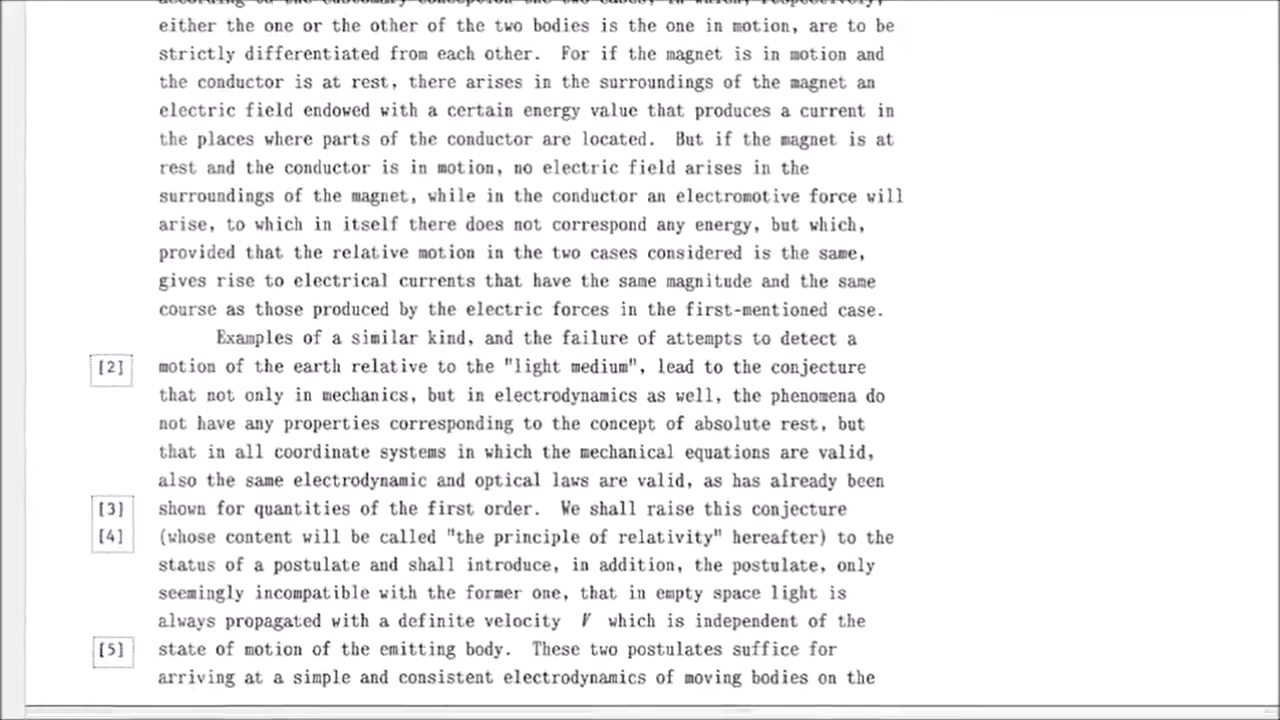 according to the customary conception the two cases, in which, respectively,
either the one or the other of the two bodies is the one in motion, are to be
strictly differentiated from each other. For if the magnet is in motion and
the conductor is at rest, there arises in the surroundings of the magnet an
electric field endowed with a certain energy value that produces a current in
the places where parts of the conductor are located. But if the magnet is at
rest and the conductor is in motion, no electric field arises in the
surroundings of the magnet, while in the conductor an electromotive force will
arise, to which in itself there does not correspond any energy, but which,
provided that the relative motion in the two cases considered is the same,
gives rise to electrical currents that have the same magnitude and the same
course as those produced by the electric forces in the first-mentioned case.
Examples of a similar kind, and the failure of attempts to detect a
[2] motion of the earth relative to the "light medium", lead to the conjecture
that not only in mechanics, but in electrodynamics as well, the phenomena do
not have any properties corresponding to the concept of absolute rest, but
that in all coordinate systems in which the mechanical equations are valid,
also the same electrodynamic and optical laws are valid, as has already been
[3] shown for quantities of the first order. We shall raise this conjecture
[4] (whose content will be called "the principle of relativity" hereafter) to the
status of a postulate and shall introduce, in addition, the postulate, only
seemingly incompatible with the former one, that in empty space light is
always propagated with a definite velocity V which is independent of the
[5] state of motion of the emitting body. These two postulates suffice for
arriving at a simple and consistent electrodynamics of moving bodies on the